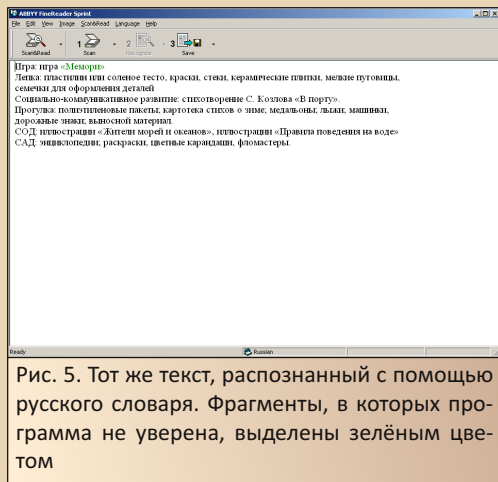 ABBYY FineReader Sprint
File Edit View Image Scan&Read Language Help
1 2 3
Scan&Read Scan Recognize Save
Игра: игра «Мемори»
Лепка: пластилин или соленое тесто, краски, стеки, керамические плитки, мелкие пуговицы,
семечки для оформления деталей
Социально-коммуникативное развитие: стихотворение С. Козлова «В порту».
Прогулка: полиэтиленовые пакеты, картотека стихов о зиме; медальоны; лыжи; машинки,
дорожные знаки, выносной материал.
СОД: иллюстрации «Жители морей и океанов», иллюстрации «Правила поведения на воде»
САД: энциклопедии; раскраски, цветные карандаши, фломастеры.
Ready Russian
Рис. 5. Тот же текст, распознанный с помощью
русского словаря. Фрагменты, в которых про-
грамма не уверена, выделены зелёным цве-
том